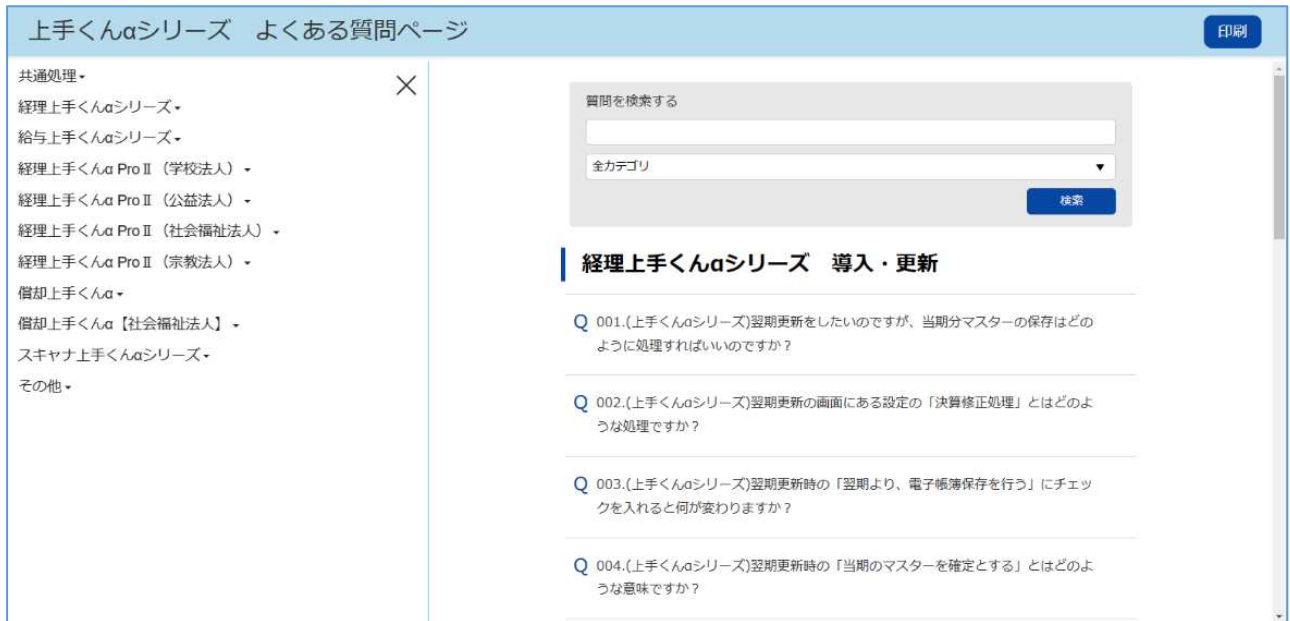 上手くんαシリーズ　よくある質問ページ
印刷
共通処理
経理上手くんαシリーズ
給与上手くんαシリーズ
経理上手くんα ProⅡ（学校法人）
経理上手くんα ProⅡ（公益法人）
経理上手くんα ProⅡ（社会福祉法人）
経理上手くんα ProⅡ（宗教法人）
償却上手くんα
償却上手くんα【社会福祉法人】
スキャナ上手くんαシリーズ
その他
質問を検索する
全カテゴリ
検索
経理上手くんαシリーズ　導入・更新
Q 001.(上手くんαシリーズ)翌期更新をしたいのですが、当期分マスターの保存はどの
ように処理すればいいのですか？
Q 002.(上手くんαシリーズ)翌期更新の画面にある設定の「決算修正処理」とはどのよ
うな処理ですか？
Q 003.(上手くんαシリーズ)翌期更新時の「翌期より、電子帳簿保存を行う」にチェッ
クを入れると何が変わりますか？
Q 004.(上手くんαシリーズ)翌期更新時の「当期のマスターを確定とする」とはどのよ
うな意味ですか？